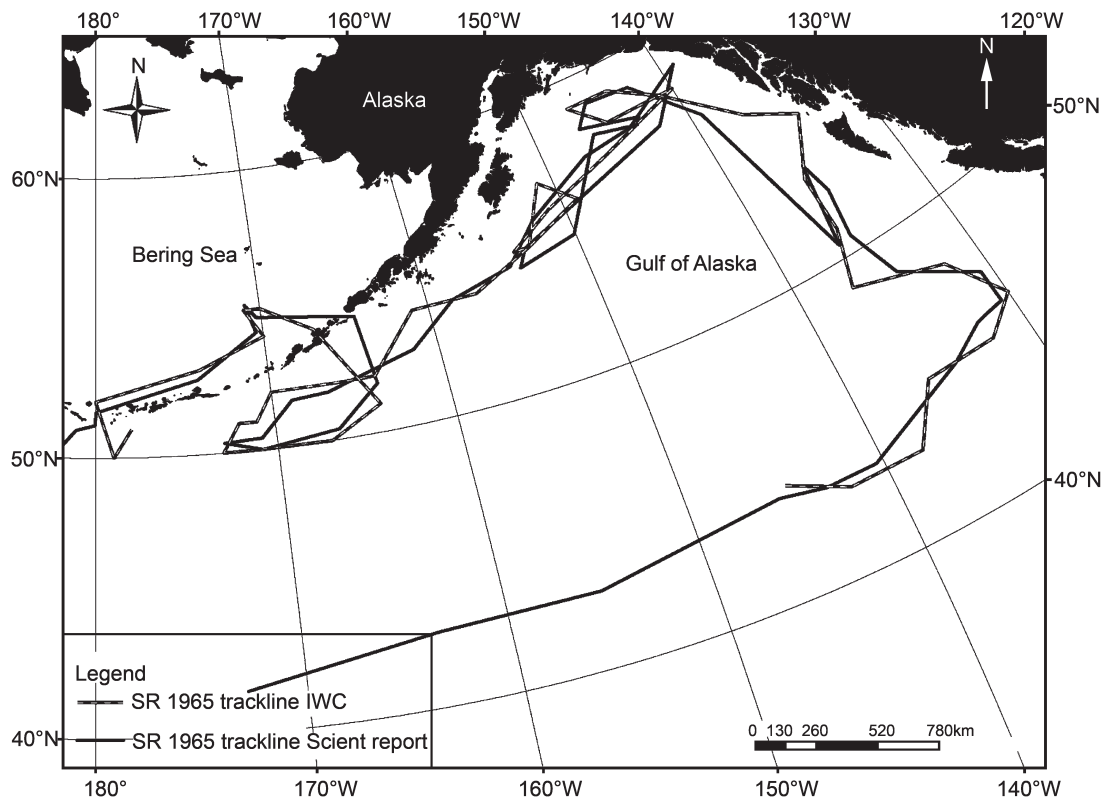 180° 170°W 160°W 150°W 140°W 130°W 120°W
N
N
Alaska
50°N
60°N
Bering Sea
Gulf of Alaska
50°N
40°N
Legend
SR 1965 trackline IWC
0 130 260 520 780km
40°N
SR 1965 trackline Scient report
180° 170°W 160°W 150°W 140°W